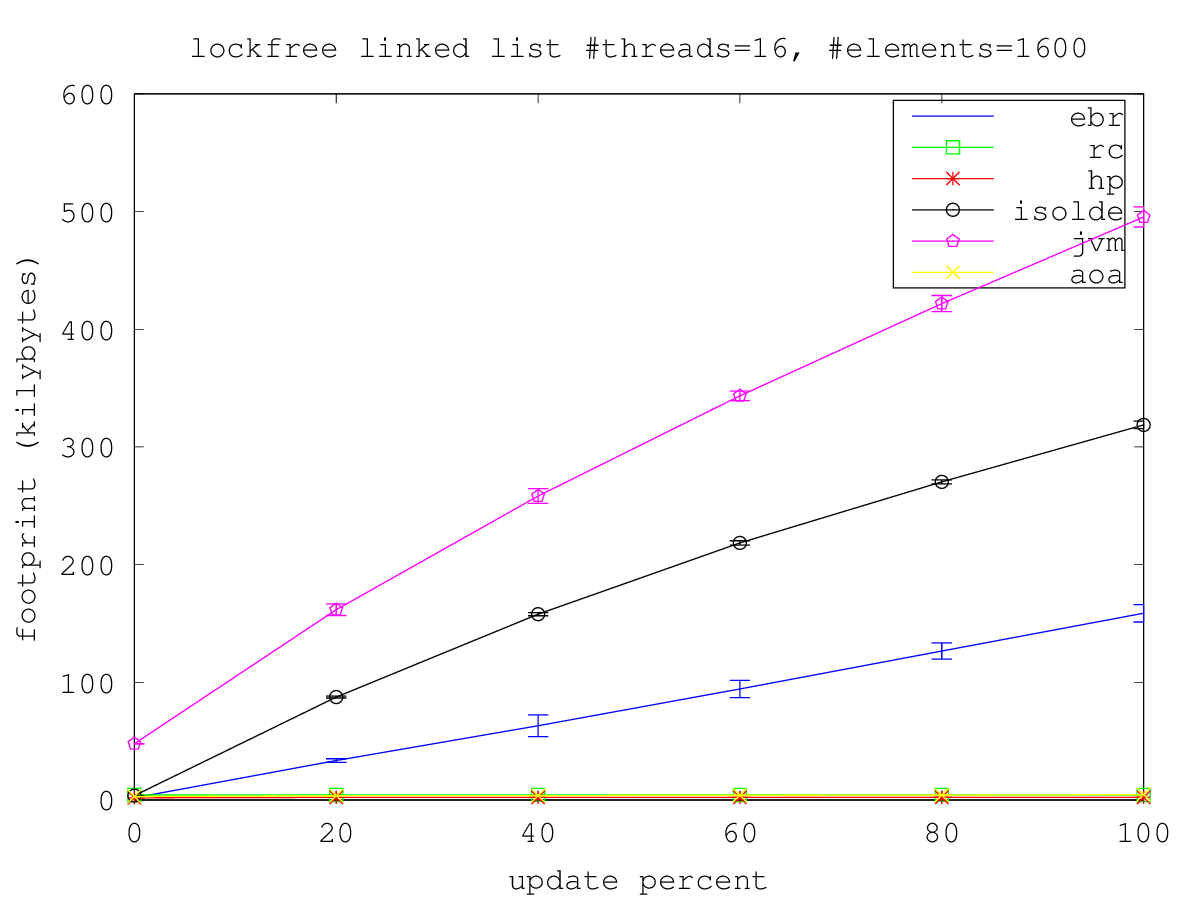 lockfree linked list #threads=16, #elements=1600
600
500
400
300
200
100
0
footprint (kilybytes)
ebr
rc
hp
isolde
jvm
aoa
0 20 40 60 80 100
update percent